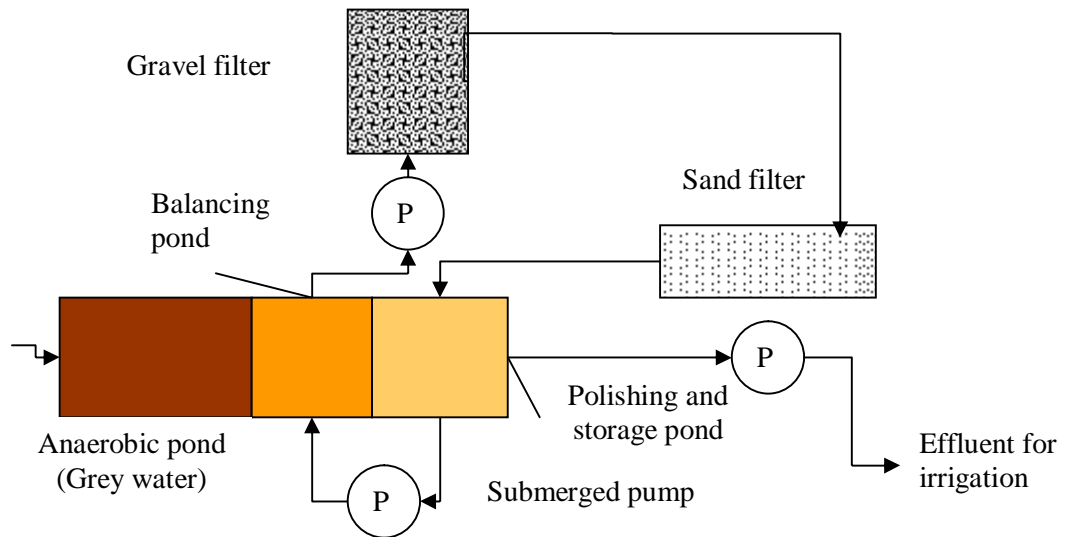 Gravel filter
P
Sand filter
Balancing
pond
P
Polishing and
storage pond
Anaerobic pond
(Grey water)
P
Submerged pump
Effluent for
irrigation